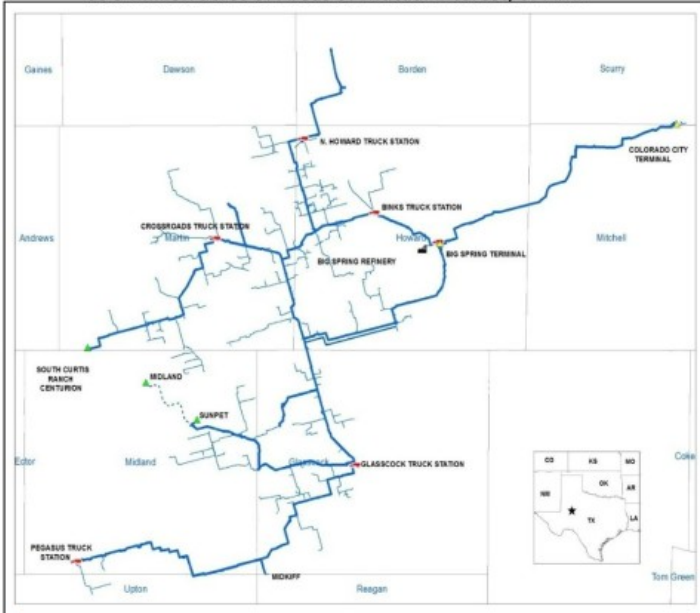 Gaines
Dawson
Borden
Scurry
N. HOWARD TRUCK STATION
COLORADO CITY
TERMINAL
BINKS TRUCK STATION
CROSSROADS TRUCK STATION
Andrews
Martin
Howard
Mitchell
BIG SPRING TERMINAL
BIG SPRING REFINERY
SOUTH CURTIS
RANCH
CENTURION
MIDLAND
SUNPET
Ector
Midland
Glasscock
GLASSCOCK TRUCK STATION
Coke
CO
KS
MO
OK
AR
NM
TX
LA
PEGASUS TRUCK
STATION
MIDKIFF
Upton
Reagan
Tom Green